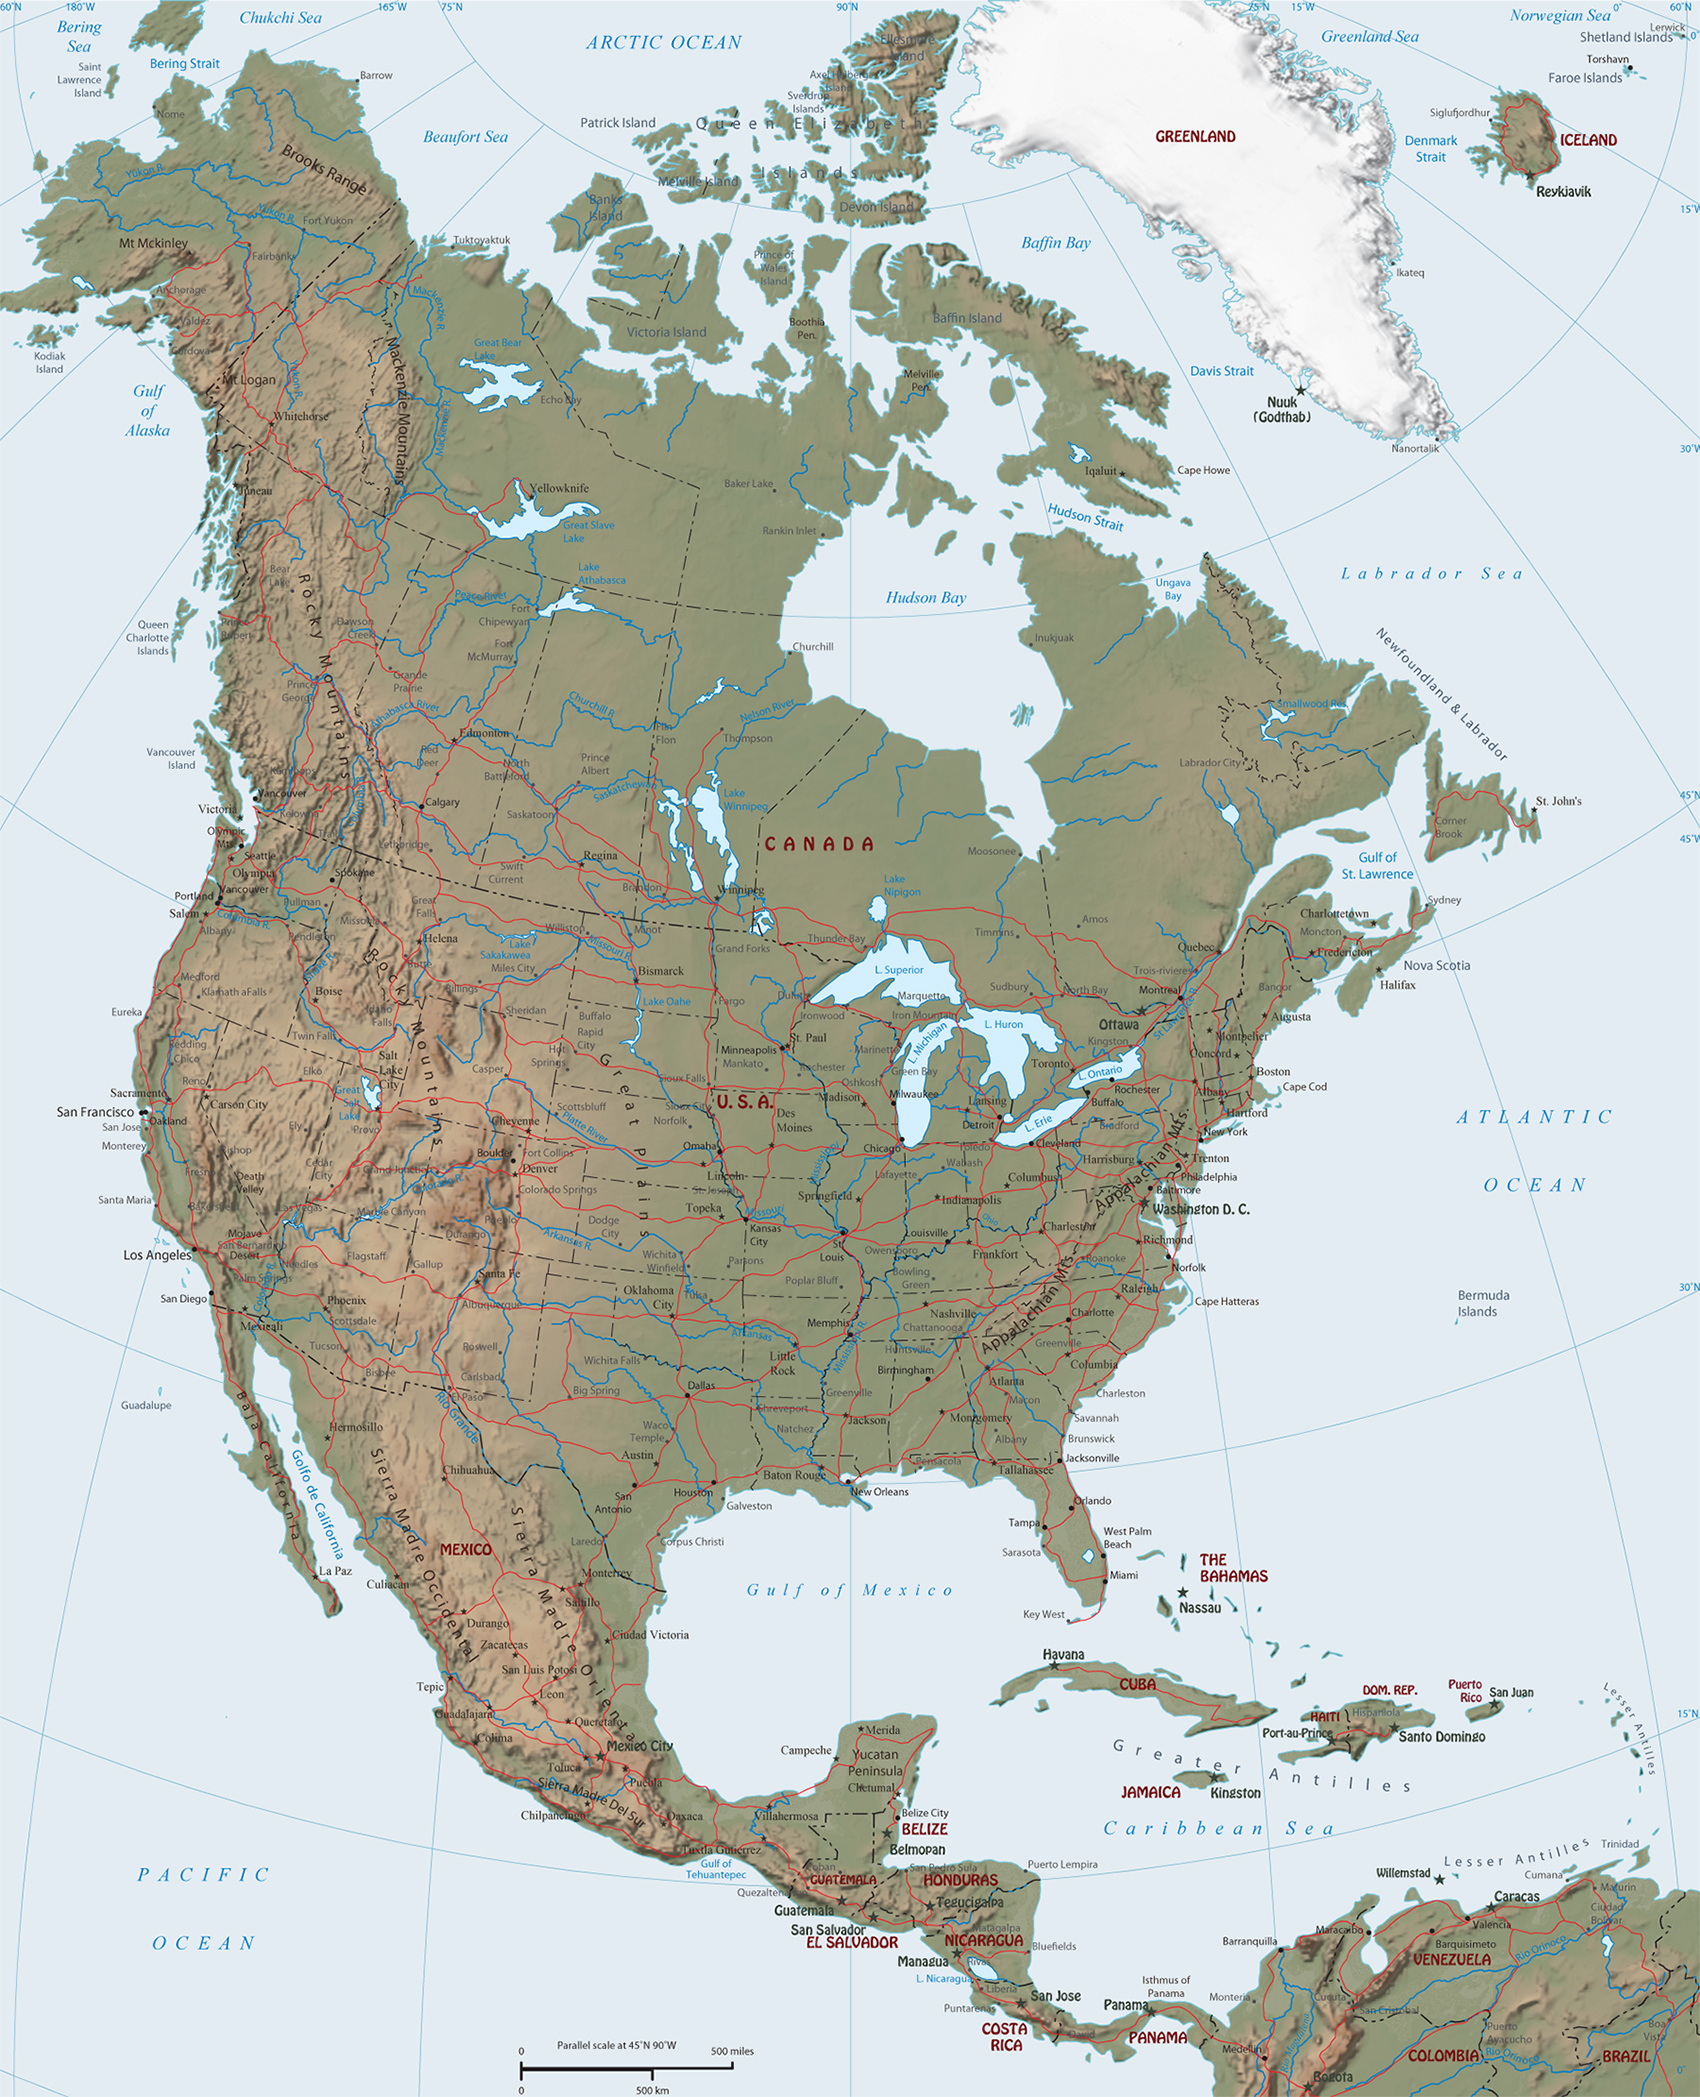 60˚N
180˚W
165˚W
75˚N
90˚N
75˚N
15˚W
0˚
60˚N
Bering
Sea
Chukchi Sea
ARCTIC OCEAN
Greenland Sea
Norwegian Sea
Lerwick
Shetland Islands
0˚
Bering Strait
Saint
Lawrence
Island
Barrow
Nome
Beaufort Sea
Ellesmere
Island
Axel Heiberg
Island
Sverdrup
Islands
Patrick Island
Queen Elizabeth
Islands
Melville Island
Devon Island
Torshavn
Faroe Islands
Siglufjordhur
Denmark
Strait
ICELAND
Reykjavik
GREENLAND
15˚W
Yukon R.
Brooks Range
Yukon R.
Fort Yukon
Mt Mckinley
Fairbanks
Tuktoyaktuk
Banks
Island
Prince of
Wales
Island
Baffin Bay
Ikateq
Anchorage
Valdez
Cordova
Kodiak
Island
Mackenzie R.
Victoria Island
Boothia
Pen.
Baffin Island
Great Bear
Lake
Echo Bay
Melville
Pen.
Davis Strait
Nuuk
(Godthab)
Nanortalik
30˚W
Gulf
of
Alaska
Mt Logan
Yukon R.
Whitehorse
Mackenzie Mountains
Mackenzie R.
Juneau
Yellowknife
Great Slave
Lake
Baker Lake
Rankin Inlet
Iqaluit
Cape Howe
Hudson Strait
Labrador Sea
Bear
Lake
Rocky Mountains
Lake
Athabasca
Peace River
Fort
Chipewyan
Hudson Bay
Ungava
Bay
Queen
Charlotte
Islands
Prince
Rupert
Dawson
Creek
Fort
McMurray
Churchill
Inukjuak
Newfoundland & Labrador
Prince
George
Grande
Prairie
Athabasca River
Churchill R.
Nelson River
Smallwood Res.
Edmonton
Flin
Flon
Thompson
Vancouver
Island
Red
Deer
North
Battleford
Prince
Albert
Labrador City
Kamloops
Columbia R.
Vancouver
Victoria
Kelowna
Trail
Calgary
Saskatchewan
Saskatoon
Lake
Winnipeg
St. John's
Corner
Brook
45˚N
45˚W
CANADA
Olympic
Mts.
Seattle
Olympia
Lethbridge
Swift
Current
Regina
Moosonee
Gulf of
St. Lawrence
Spokane
Vancouver
Portland
Pullman
Brandon
Winnipeg
Lake
Nipigon
Sydney
Salem
Columbia R.
Albany
Missoula
Great
Falls
Charlottetown
Moncton
Pendleton
Helena
Williston
Missouri R.
Minot
Grand Forks
Thunder Bay
Timmins
Amos
Quebec
Fredericton
Lake
Sakakawea
Butte
Miles City
Bismarck
L. Superior
Trois-rivieres
Nova Scotia
Medford
Klamath aFalls
Snake R.
Boise
Billings
Duluth
Marquette
Sudbury
North Bay
Montreal
Bangor
Halifax
Eureka
Idaho
Falls
Rocky Mountains
Sheridan
Buffalo
Lake Oahe
Fargo
Ironwood
Iron Mountain
L. Huron
Ottawa
St Lawrence R.
Augusta
Twin Falls
Rapid
City
Minneapolis
St. Paul
Marinette
L. Michigan
Kingston
Montpelier
Redding
Chico
Salt
Lake
City
Hot
Springs
Great Plains
Mankato
Rochester
Green Bay
Toronto
Concord
Reno
Elko
Casper
Sioux Falls
Oshkosh
L. Ontario
Rochester
Boston
Cape Cod
Sacramento
Carson City
Great
Salt
Lake
U.S.A.
Madison
Milwaukee
Lansing
Buffalo
Albany
Hartford
San Francisco
Oakland
San Jose
Provo
Cheyenne
Scottsbluff
Platte River
Sioux City
Norfolk
Des
Moines
Detroit
L. Erie
Bradford
ATLANTIC
Monterey
Ely
Bishop
Boulder
Fort Collins
Omaha
Chicago
Toledo
Cleveland
New York
Fresno
Death
Valley
Cedar
City
Grand Junction
Denver
Lincoln
Mississippi
Lafayette
Wabash
Harrisburg
Trenton
Philadelphia
OCEAN
Santa Maria
Bakersfield
Las Vegas
Marble Canyon
Colorado R.
Colorado Springs
St. Joseph
Springfield
Indianapolis
Columbus
Appalachian Mts.
Baltimore
Washington D. C.
Topeka
Missouri
Kansas
City
Pueblo
Dodge
City
Arkansas R.
Durango
St.
Louis
Louisville
Ohio
Charleston
Los Angeles
Mojave
Desert
San Bernardino
Needles
Flagstaff
Gallup
Wichita
Winfield
Parsons
Owensboro
Frankfort
Richmond
Roanoke
Norfolk
Palm Springs
Santa Fe
Poplar Bluff
Bowling
Green
San Diego
Colorado R.
Phoenix
Scottsdale
Albuquerque
Oklahoma
City
Tulsa
Nashville
Raleigh
Cape Hatteras
Bermuda
Islands
30˚N
Mexicali
Memphis
Chattanooga
Charlotte
Appalachian Mts.
Tucson
Roswell
Arkansas
Mississippi R.
Huntsville
Greenville
Wichita Falls
Little
Rock
Birmingham
Columbia
Bisbee
Carlsbad
Atlanta
Guadalupe
El Paso
Big Spring
Dallas
Greenville
Macon
Charleston
Baja California
Rio Grande
Shreveport
Jackson
Montgomery
Savannah
Hermosillo
Waco
Temple
Natchez
Albany
Brunswick
Golfo de California
Chihuahua
Austin
Baton Rouge
Pensacola
Tallahassee
Jacksonville
Sierra Madre Occidental
San
Antonio
Houston
Galveston
New Orleans
Orlando
Sierra Madre Oriental
Laredo
Corpus Christi
Tampa
Sarasota
West Palm
Beach
MEXICO
La Paz
Culiacan
Monterrey
Saltillo
Gulf of Mexico
Miami
THE
BAHAMAS
Nassau
Key West
Durango
Ciudad Victoria
Zacatecas
San Luis Potosi
Havana
CUBA
Tepic
Leon
DOM. REP.
Puerto
Rico
San Juan
Lesser Antilles
Guadalajara
Queretaro
HAITI
Hispaniola
Port-au-Prince
Santo Domingo
15˚N
Colima
Mexico City
Merida
Campeche
Yucatan
Peninsula
Chetumal
Greater Antilles
Toluca
Puebla
Sierra Madre Del Sur
JAMAICA
Kingston
Chilpancingo
Oaxaca
Villahermosa
Belize City
BELIZE
Belmopan
Caribbean Sea
Tuxtla Gutierrez
Gulf of
Tehuantepec
Coban
San Pedro Sula
Puerto Lempira
Lesser Antilles
Trinidad
PACIFIC
OCEAN
Quezaltenango
GUATEMALA
Guatemala
HONDURAS
Tegucigalpa
Willemstad
Cumana
Maturin
Caracas
San Salvador
EL SALVADOR
Matagalpa
NICARAGUA
Managua
Bluefields
Barranquilla
Maracaibo
Valencia
Barquisimeto
VENEZUELA
Ciudad
Bolivar
Rio Orinoco
L. Nicaragua
Rivas
Liberia
Isthmus of
Panama
Puntarenas
San Jose
Panama
Monteria
Cucuta
San Cristobal
COSTA
RICA
David
PANAMA
Medellin
Rio Magdalena
Puerto
Ayacucho
Boa
Vista
COLOMBIA
Rio Orinoco
BRAZIL
Bogota
0˚
Parallel scale at 45˚N 90˚W
0
500 miles
0
500 km